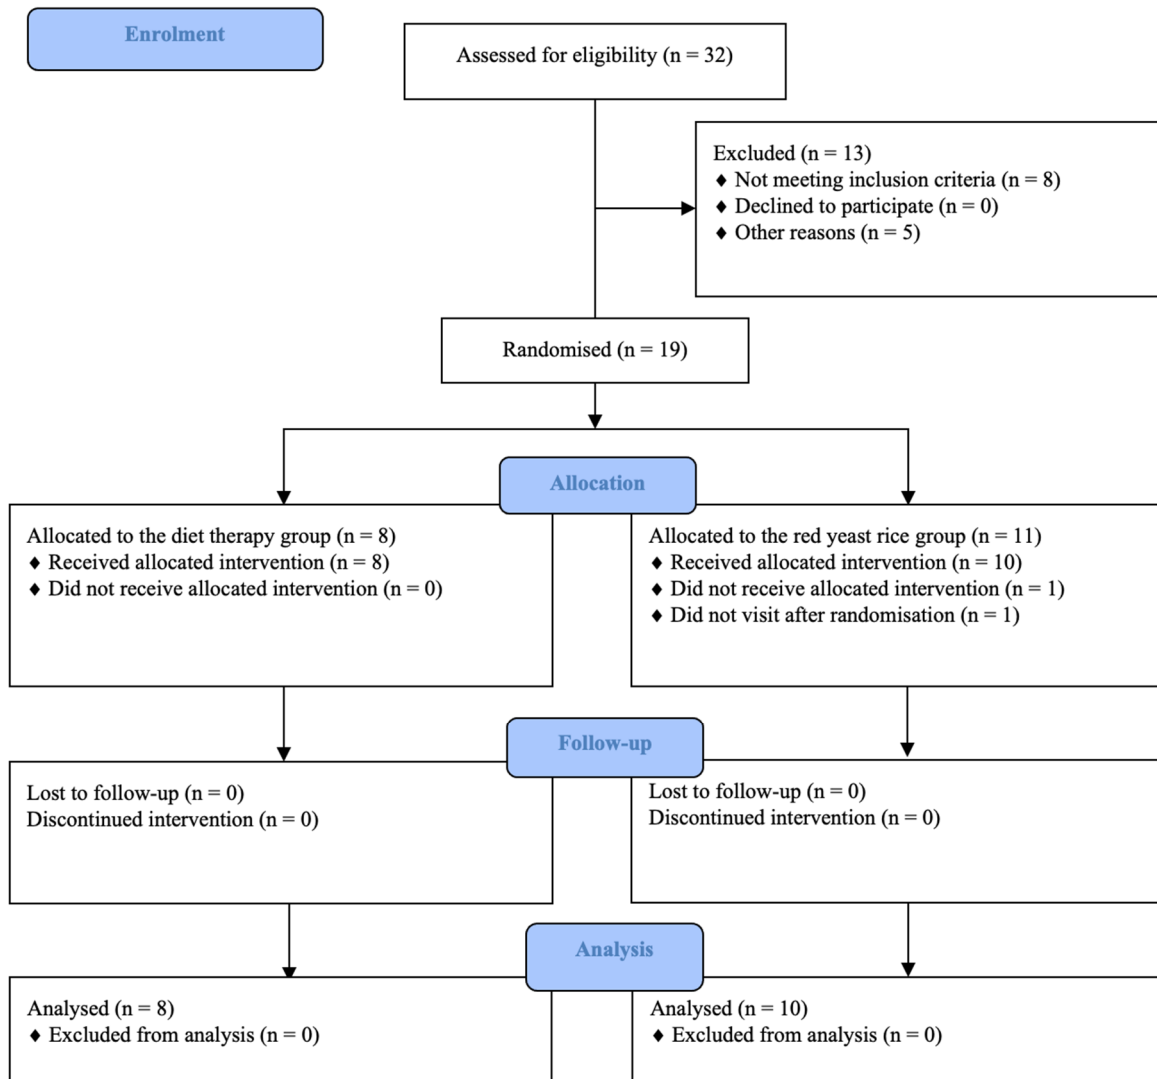 Enrolment
Assessed for eligibility (n = 32)
Excluded (n = 13)
♦ Not meeting inclusion criteria (n = 8)
♦ Declined to participate (n = 0)
♦ Other reasons (n = 5)
Randomised (n = 19)
Allocation
Allocated to the diet therapy group (n = 8)
♦ Received allocated intervention (n = 8)
♦ Did not receive allocated intervention (n = 0)
Allocated to the red yeast rice group (n = 11)
♦ Received allocated intervention (n = 10)
♦ Did not receive allocated intervention (n = 1)
♦ Did not visit after randomisation (n = 1)
Follow-up
Lost to follow-up (n = 0)
Discontinued intervention (n = 0)
Lost to follow-up (n = 0)
Discontinued intervention (n = 0)
Analysis
Analysed (n = 8)
♦ Excluded from analysis (n = 0)
Analysed (n = 10)
♦ Excluded from analysis (n = 0)